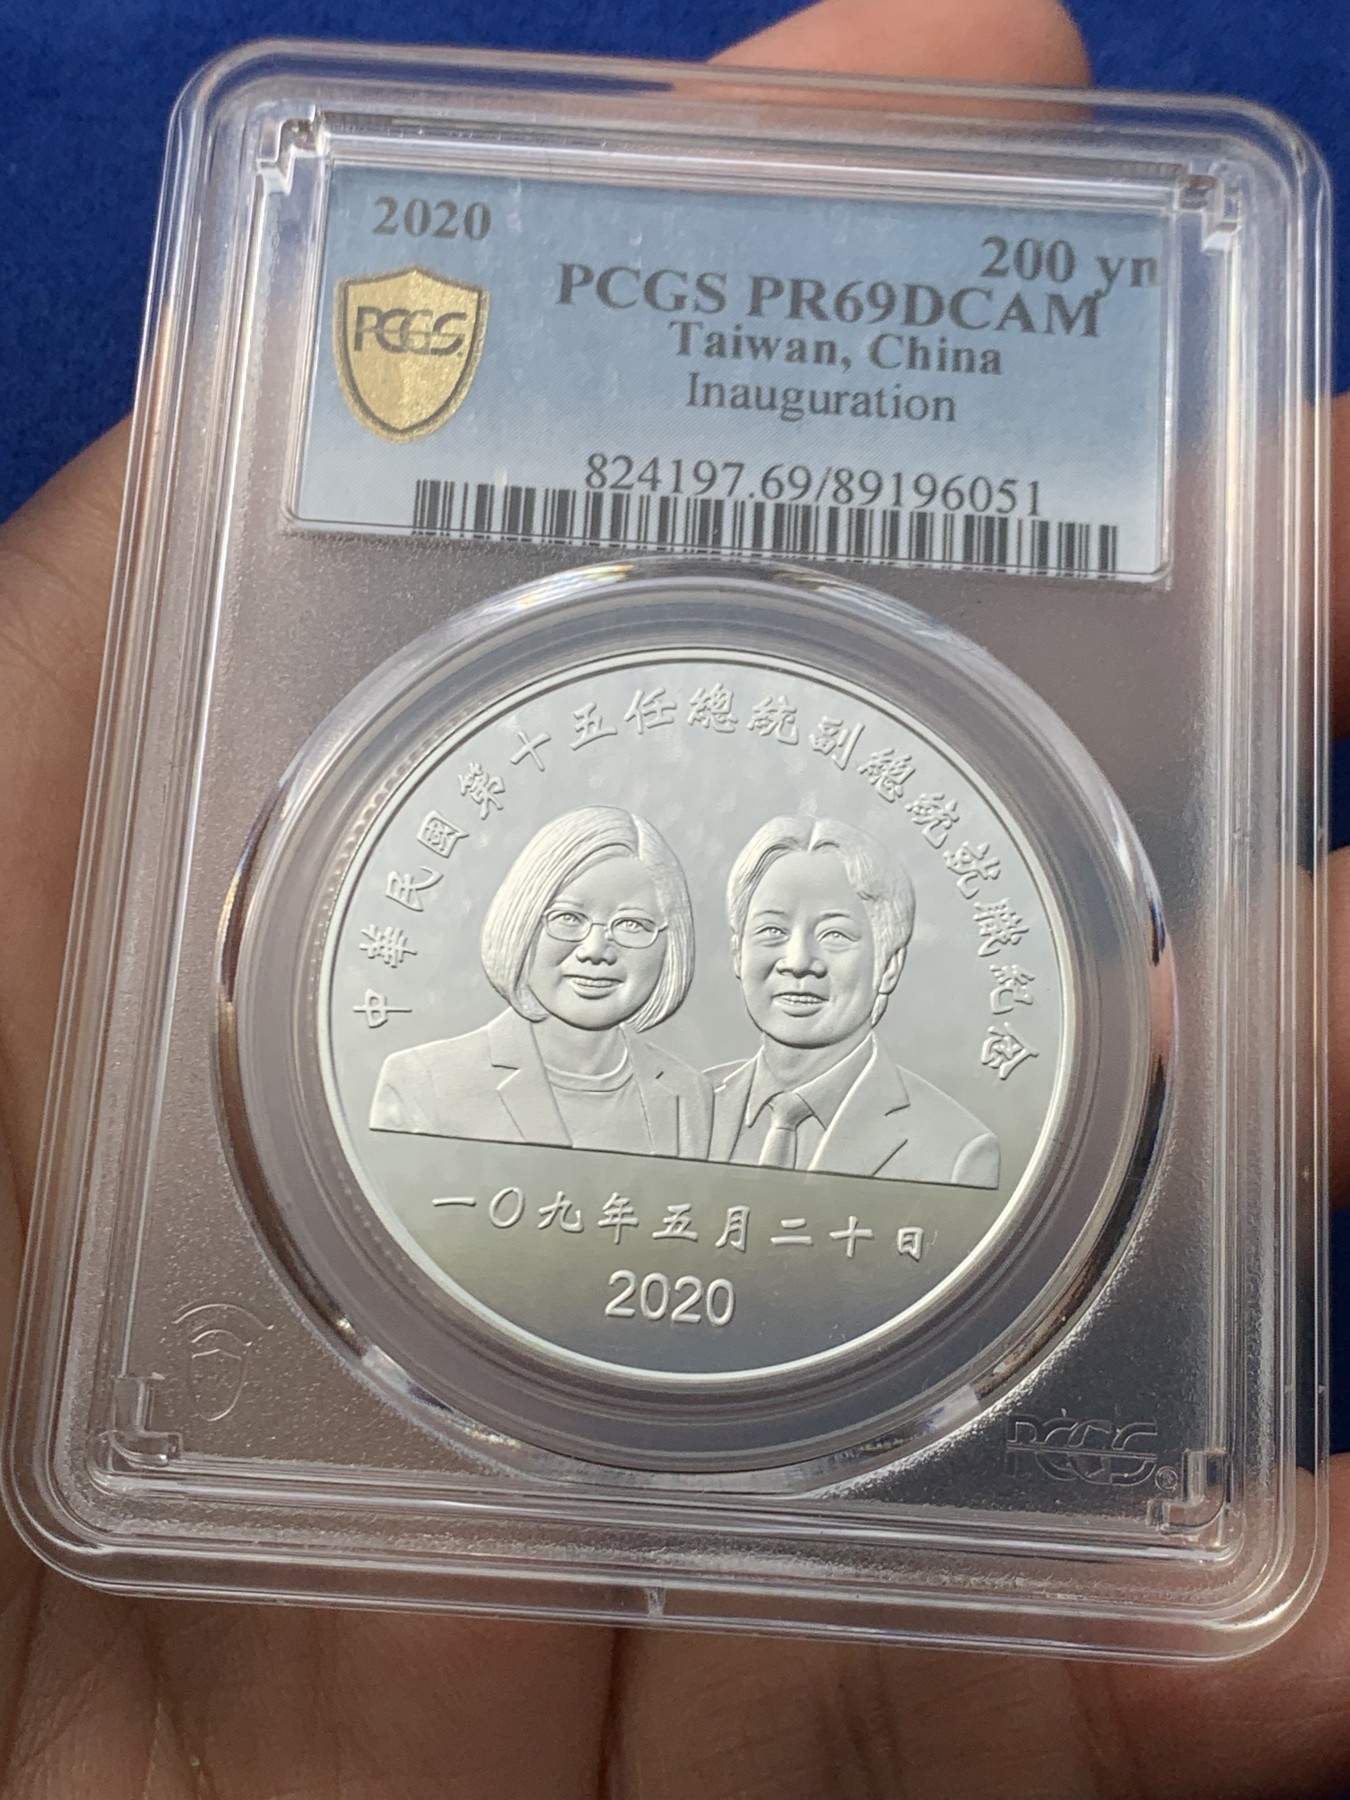 2020
200 yn
PCGS
PCGS PR69DCAM
Taiwan, China
Inauguration
824197.69/89196051
中華民國第十五任總統副總統就職紀念
一〇九年五月二十日
2020
PCGS©